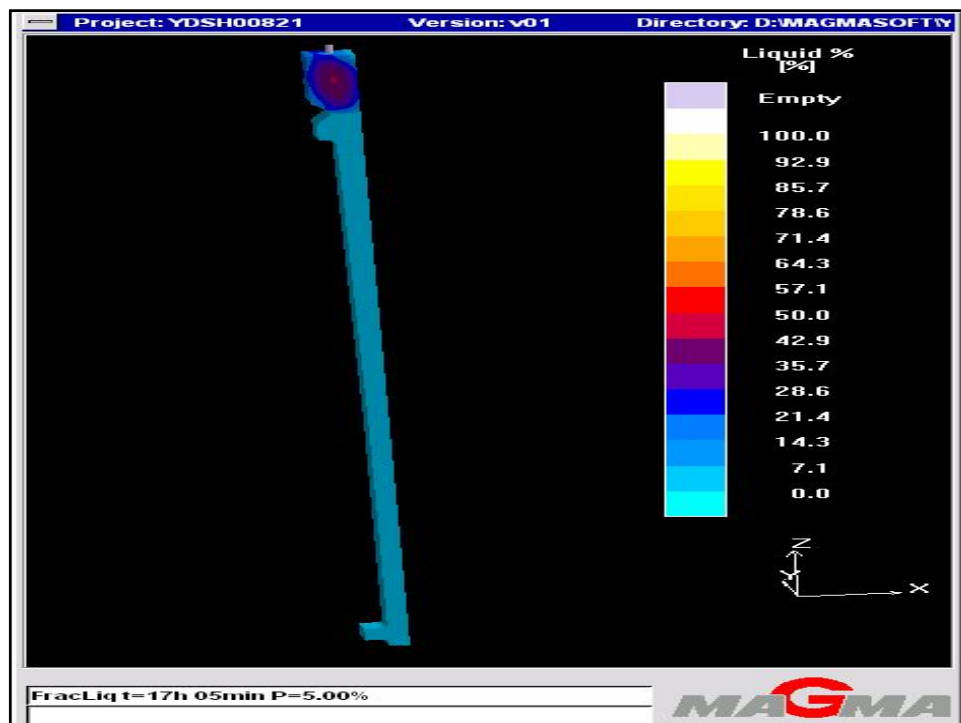 Project: YDSH00821 Version: v01 Directory: D:\MAGMASOFT\Y
Liquid %
[%]
Empty
100.0
92.9
85.7
78.6
71.4
64.3
57.1
50.0
42.9
35.7
28.6
21.4
14.3
7.1
0.0
Z
Y
X
FracLiq t=17h 05min P=5.00%
MAGMA